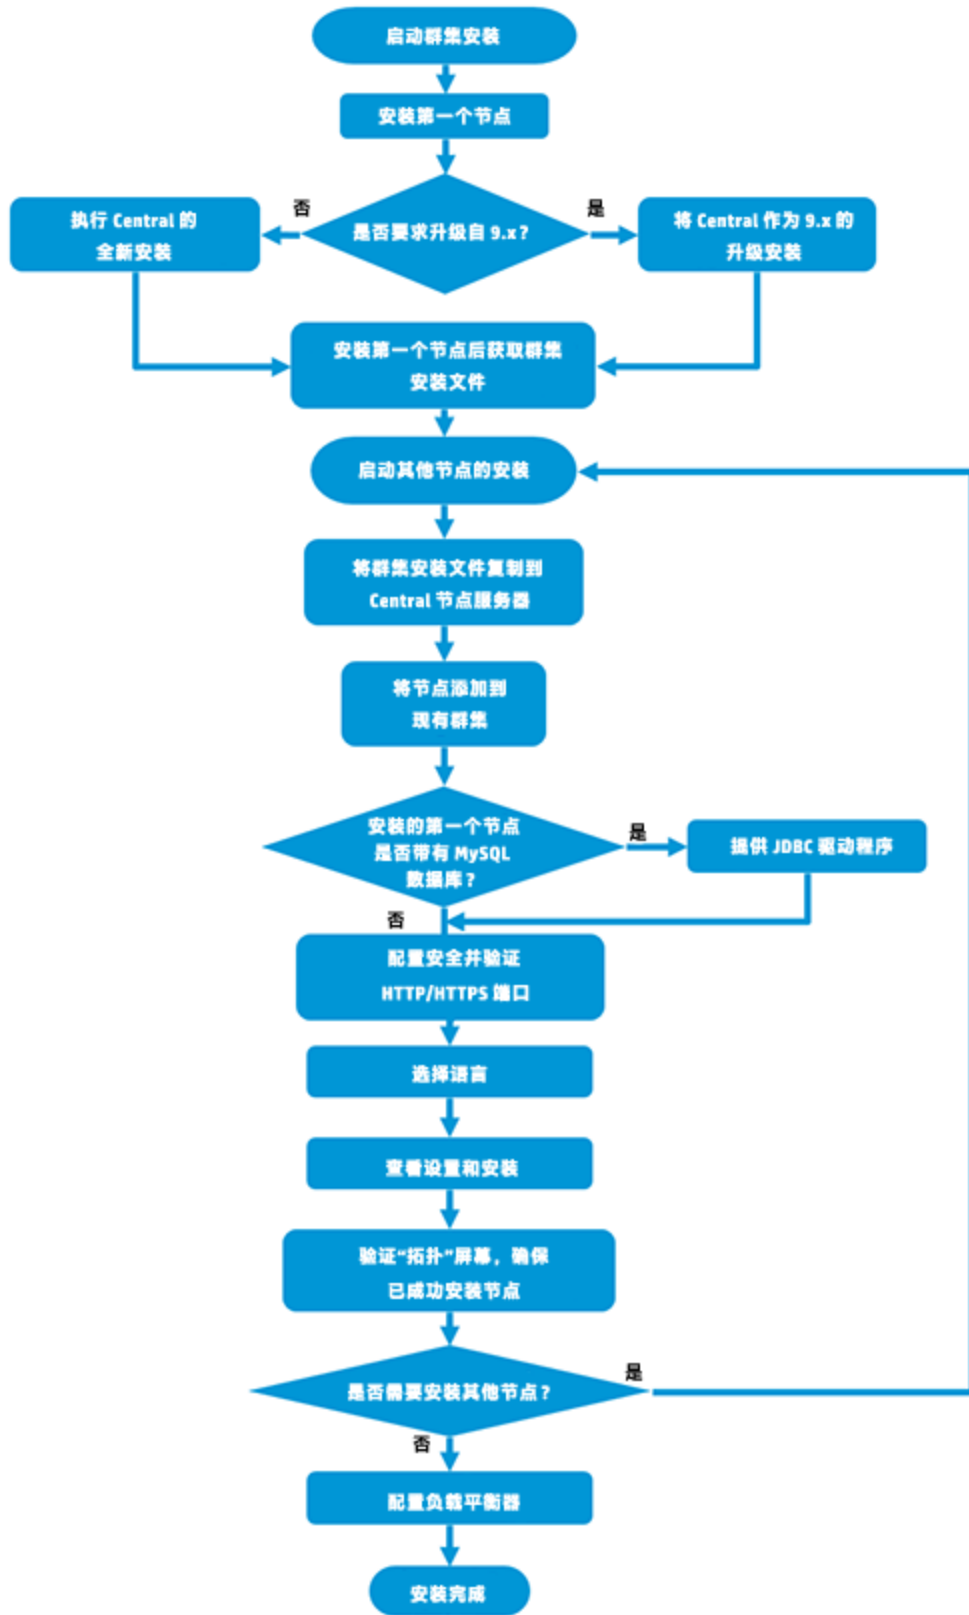 启动群集安装
安装第一个节点
否
是
执行 Central 的
全新安装
是否要求升级自 9.x？
将 Central 作为 9.x 的
升级安装
安装第一个节点后获取群集
安装文件
启动其他节点的安装
将群集安装文件复制到
Central 节点服务器
将节点添加到
现有群集
安装的第一个节点
是否带有 MySQL
数据库？
是
提供 JDBC 驱动程序
否
配置安全并验证
HTTP/HTTPS 端口
选择语言
查看设置和安装
验证“拓扑”屏幕，确保
已成功安装节点
是否需要安装其他节点？
是
否
配置负载平衡器
安装完成